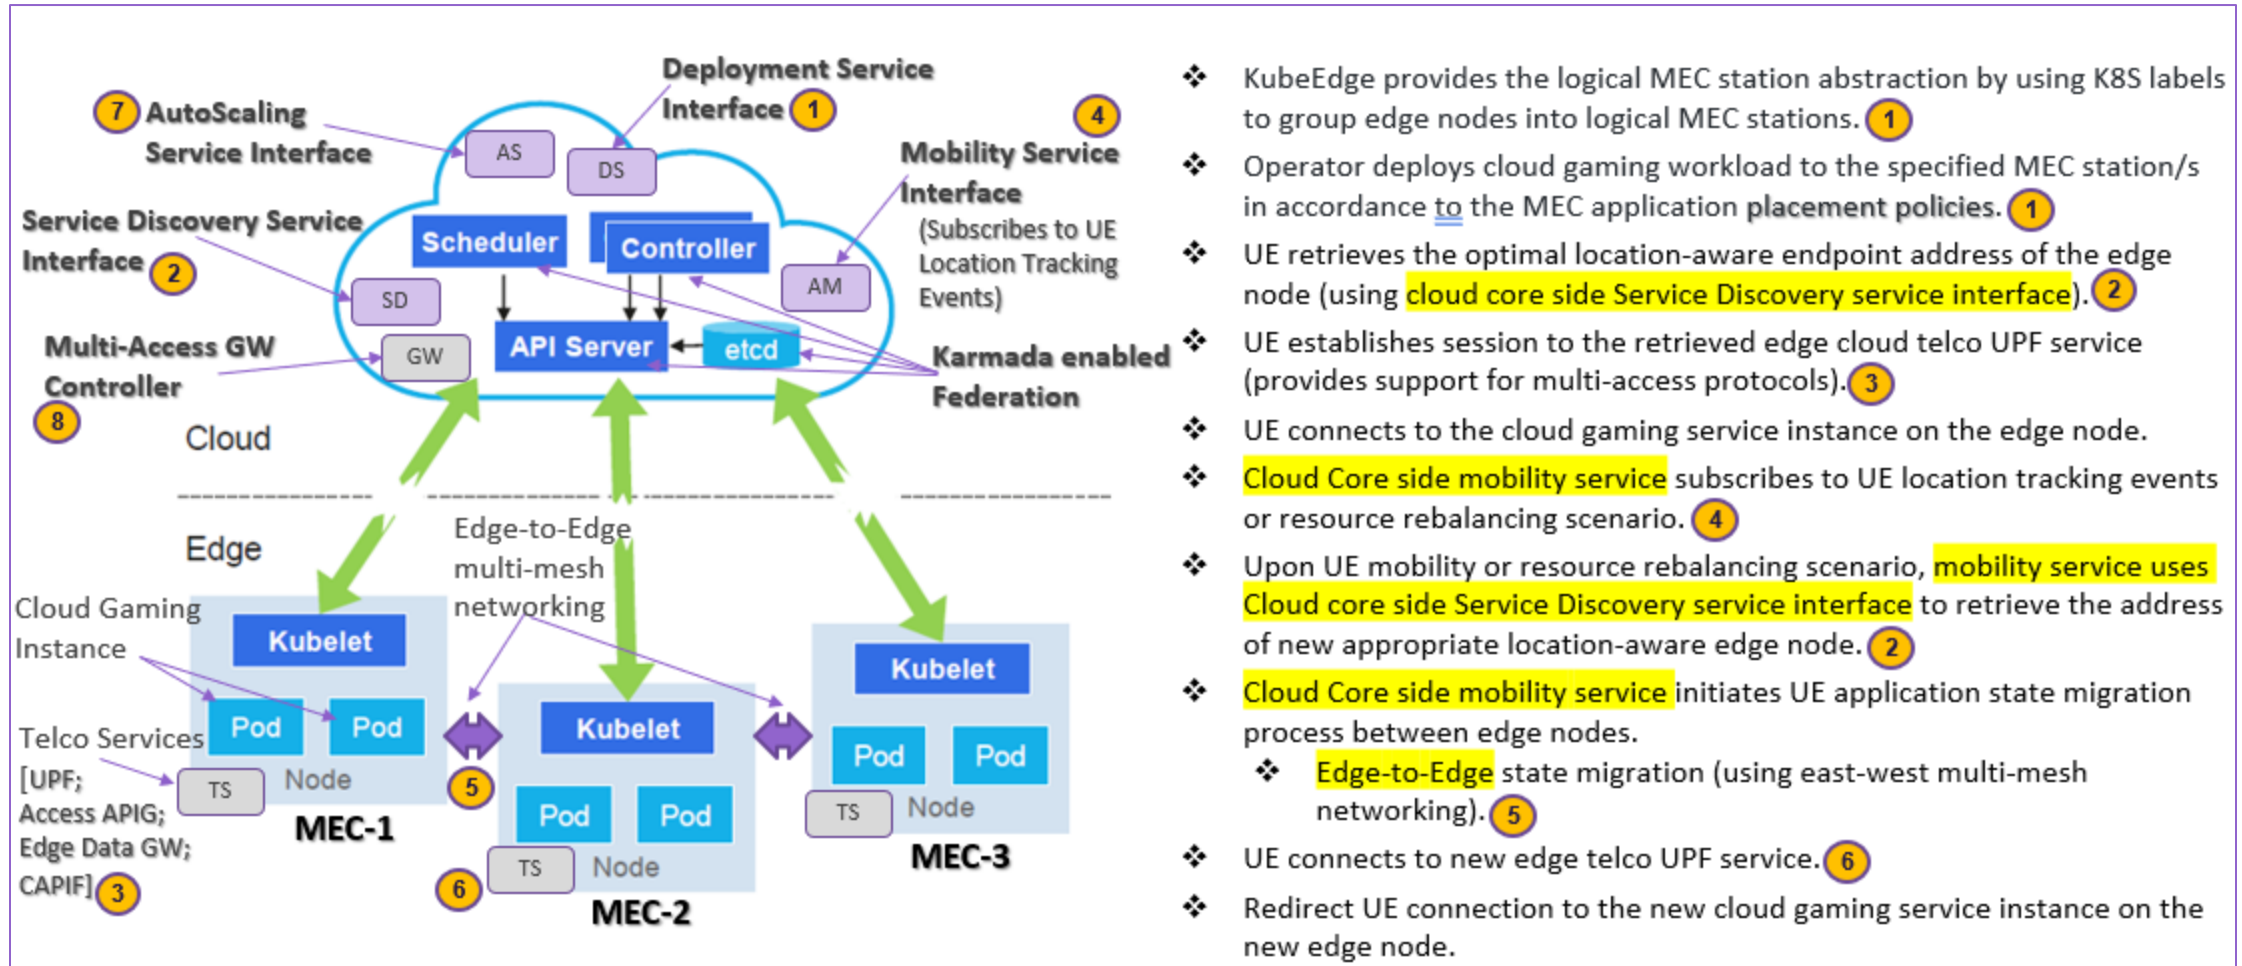 Deployment Service
Interface 1
7 AutoScaling
Service Interface
4
Mobility Service
Interface
(Subscribes to UE
Location Tracking
Events)
AS
DS
Service Discovery Service
Interface 2
Scheduler
Controller
SD
AM
Multi-Access GW
Controller
8
GW
API Server
etcd
Karmada enabled
Federation
Cloud
Edge
Edge-to-Edge
multi-mesh
networking
Cloud Gaming
Instance
Kubelet
Pod
Pod
Telco Services
[UPF;
Access APIG;
Edge Data GW;
CAPIF] 3
TS
Node
MEC-1
5
Kubelet
Pod
Pod
6
TS
Node
MEC-2
Kubelet
Pod
Pod
TS
Node
MEC-3
❖ KubeEdge provides the logical MEC station abstraction by using K8S labels
to group edge nodes into logical MEC stations. 1
❖ Operator deploys cloud gaming workload to the specified MEC station/s
in accordance to the MEC application placement policies. 1
❖ UE retrieves the optimal location-aware endpoint address of the edge
node (using cloud core side Service Discovery service interface). 2
❖ UE establishes session to the retrieved edge cloud telco UPF service
(provides support for multi-access protocols). 3
❖ UE connects to the cloud gaming service instance on the edge node.
❖ Cloud Core side mobility service subscribes to UE location tracking events
or resource rebalancing scenario. 4
❖ Upon UE mobility or resource rebalancing scenario, mobility service uses
Cloud core side Service Discovery service interface to retrieve the address
of new appropriate location-aware edge node. 2
❖ Cloud Core side mobility service initiates UE application state migration
process between edge nodes.
❖ Edge-to-Edge state migration (using east-west multi-mesh
networking). 5
❖ UE connects to new edge telco UPF service. 6
❖ Redirect UE connection to the new cloud gaming service instance on the
new edge node.